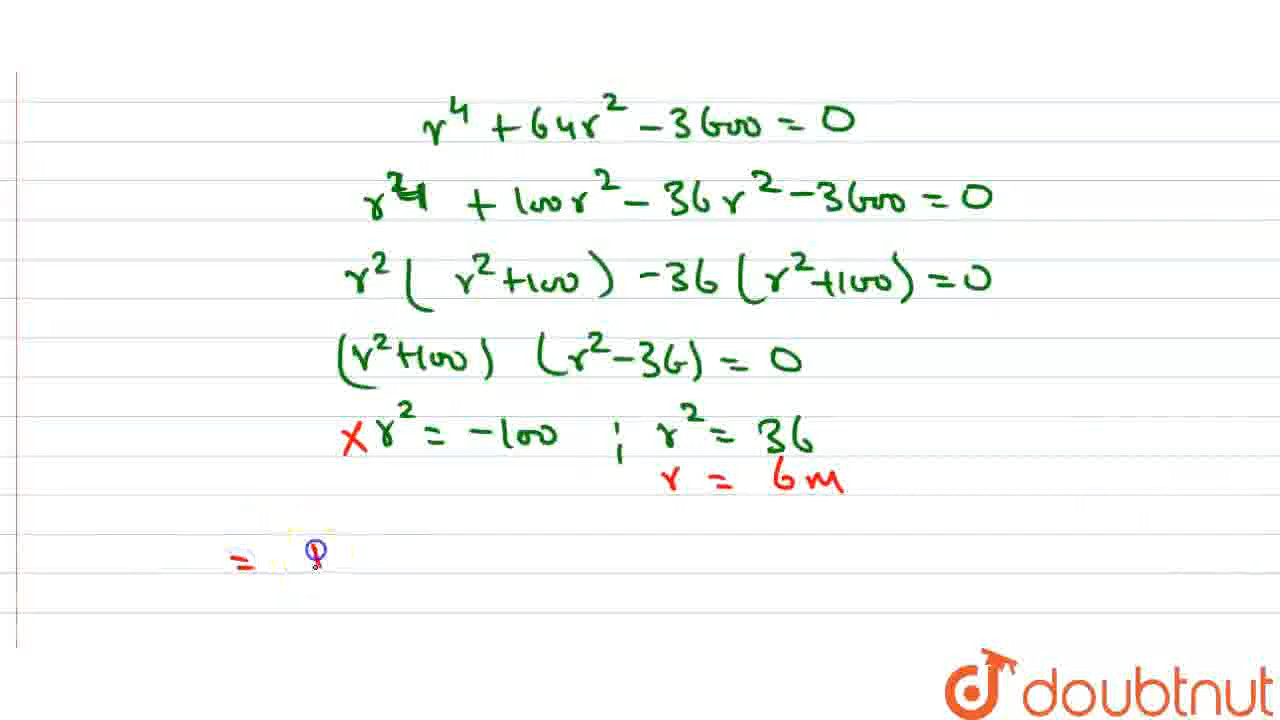 r⁴ + 64r² - 3600 = 0
r⁴ + 100r² - 36r² - 3600 = 0
r² ( r² + 100 ) - 36 ( r² + 100 ) = 0
(r² + 100) (r² - 36) = 0
× r² = -100 ; r² = 36
r = 6m
=
doubtnut